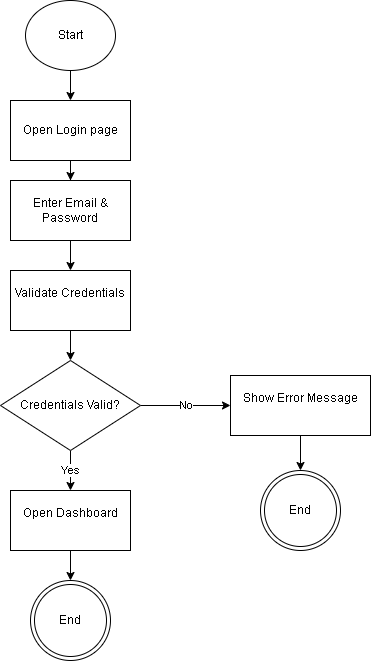 Start
Open Login page
Enter Email &
Password
Validate Credentials
Credentials Valid?
No
Show Error Message
Yes
End
Open Dashboard
End